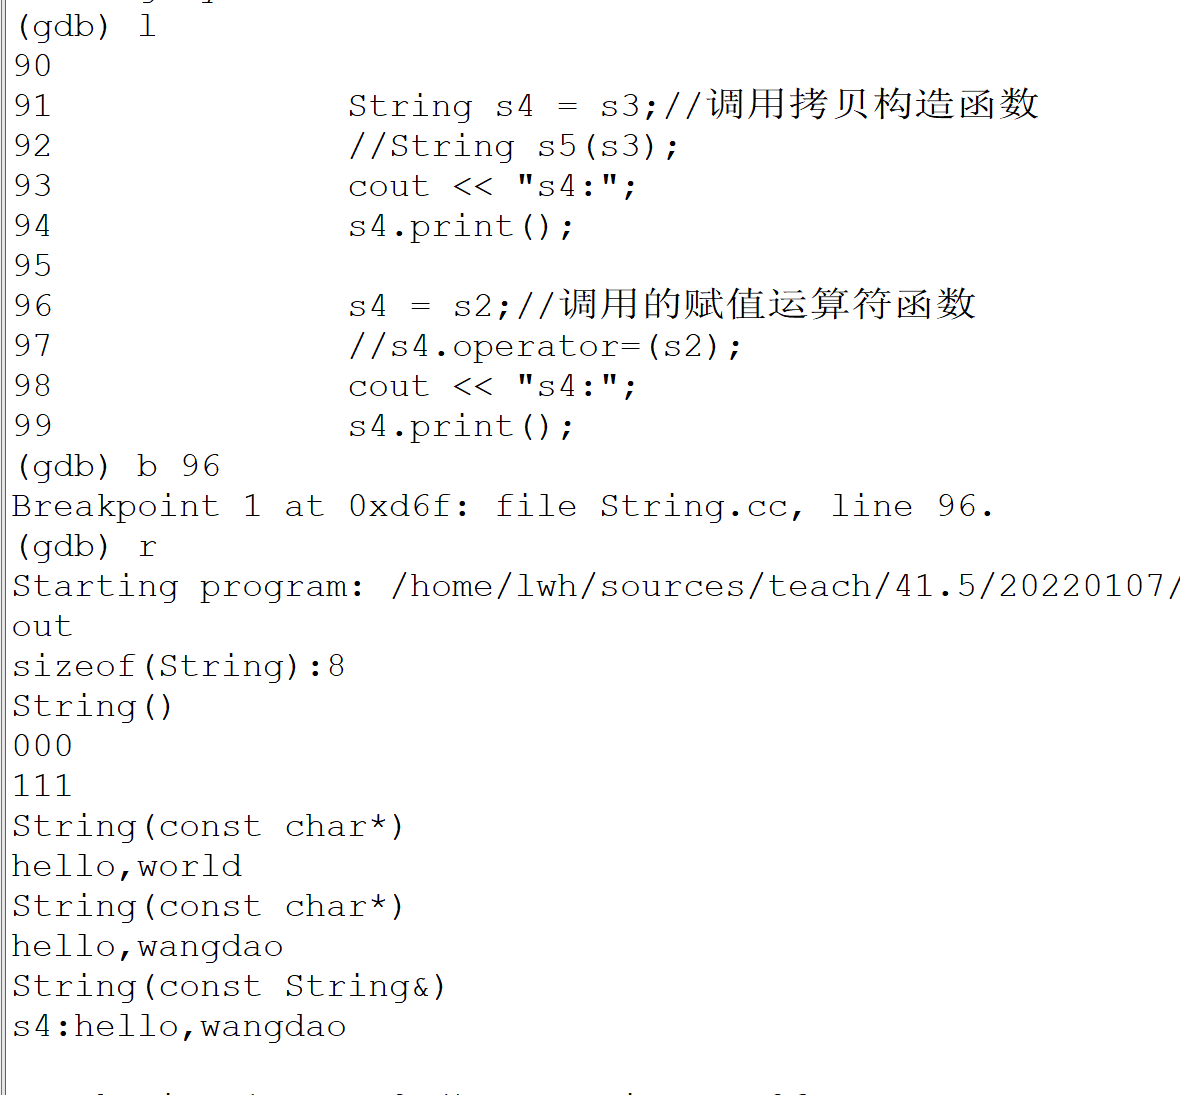 (gdb) l
90
91 String s4 = s3;//调用拷贝构造函数
92 //String s5(s3);
93 cout << "s4:";
94 s4.print();
95
96 s4 = s2;//调用的赋值运算符函数
97 //s4.operator=(s2);
98 cout << "s4:";
99 s4.print();
(gdb) b 96
Breakpoint 1 at 0xd6f: file String.cc, line 96.
(gdb) r
Starting program: /home/lwh/sources/teach/41.5/20220107/
out
sizeof(String):8
String()
000
111
String(const char*)
hello,world
String(const char*)
hello,wangdao
String(const String&)
s4:hello,wangdao